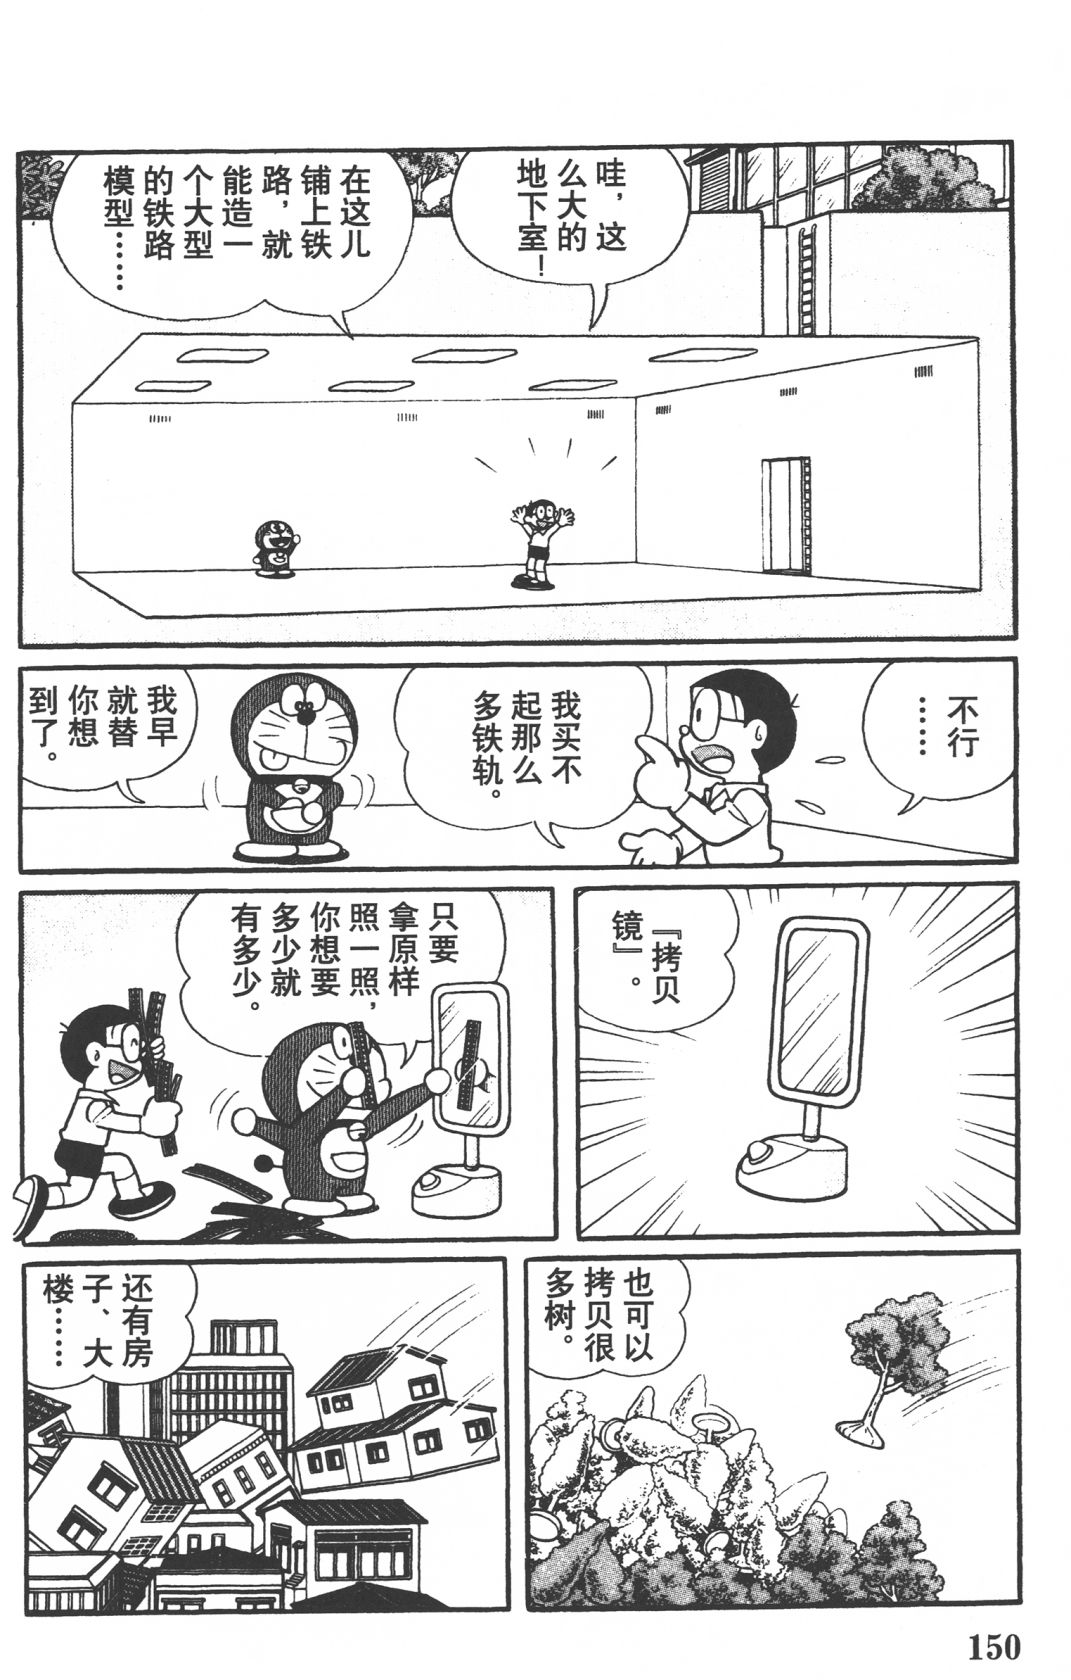 哇，这
么大的
地下室！
在这儿
铺上铁
路，就
能造一
个大型
的铁路
模型……
不行
……
我买不
起那么
多铁轨。
我早
就替
你想
到了。
『拷贝
镜』。
只要
拿原样
照一照，
你想要
多少就
有多少。
也可以
拷贝很
多树。
还有房
子、大
楼……
150